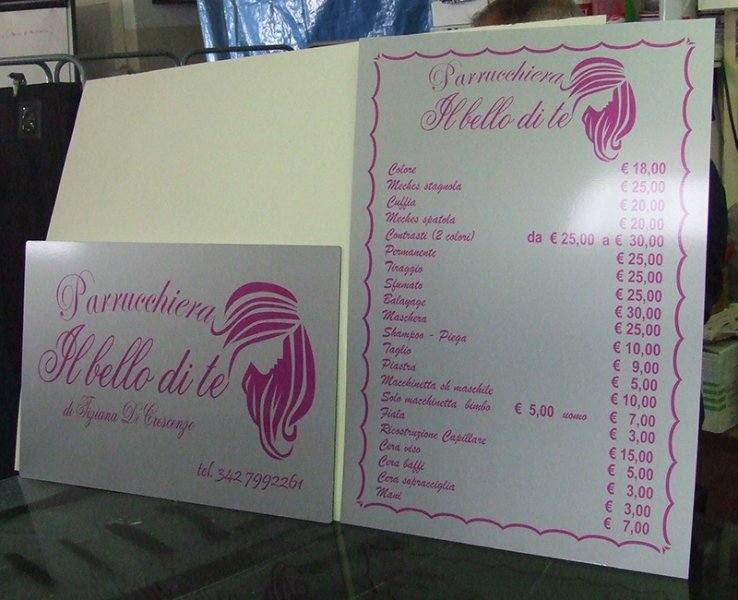 Parrucchiera
Il bello di te
di Tiziana Di Crescenzo
tel. 342 7992261
Parrucchiera
Il bello di te
Colore € 18,00
Meches stagnola € 25,00
Cuffia € 20,00
Meches spatola € 20,00
Contrasti (2 colori) da € 25,00 a € 30,00
Permanente € 25,00
Tiraggio € 25,00
Sfumato € 25,00
Balayage € 30,00
Maschera € 25,00
Shampoo - Piega € 10,00
Taglio € 9,00
Piastra € 5,00
Macchinetta sh maschile € 10,00
Solo macchinetta bimbo € 5,00 uomo € 7,00
Fiala € 3,00
Ricostruzione Capillare € 15,00
Cera viso € 5,00
Cera baffi € 3,00
Cera sopracciglia € 3,00
Mani € 7,00